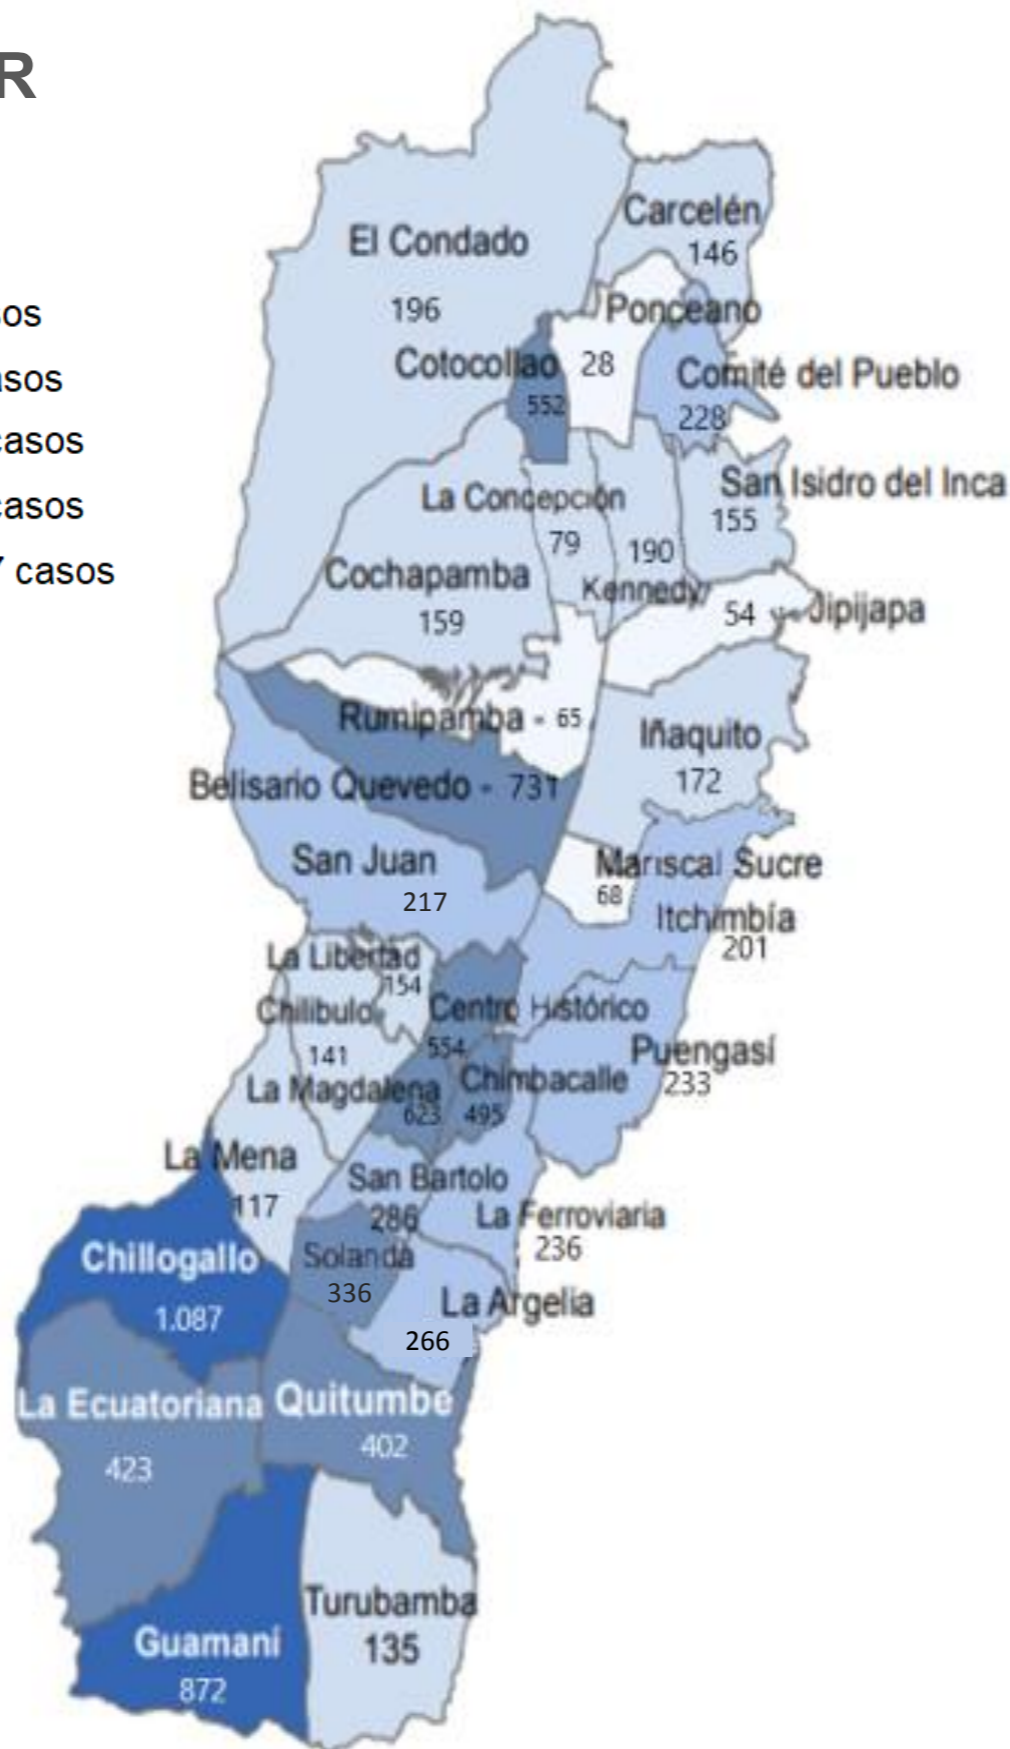 R
os
asos
casos
casos
7 casos
Carcelén
146
El Condado
196
Ponceano
28
Cotocollao
552
Comité del Pueblo
228
San Isidro del Inca
155
La Concepción
79
190
Kennedy
Cochapamba
159
54
Jipijapa
Rumipamba - 65
Iñaquito
172
Belisario Quevedo - 731
San Juan
217
Mariscal Sucre
68
Itchimbía
201
La Libertad
154
Chilibulo
141
Centro Histórico
554
Puengasí
233
La Magdalena
623
Chimbacalle
495
La Mena
117
San Bartolo
286
La Ferroviaria
236
Chillogallo
1.087
Solanda
336
La Argelia
266
La Ecuatoriana
423
Quitumbe
402
Turubamba
135
Guamaní
872